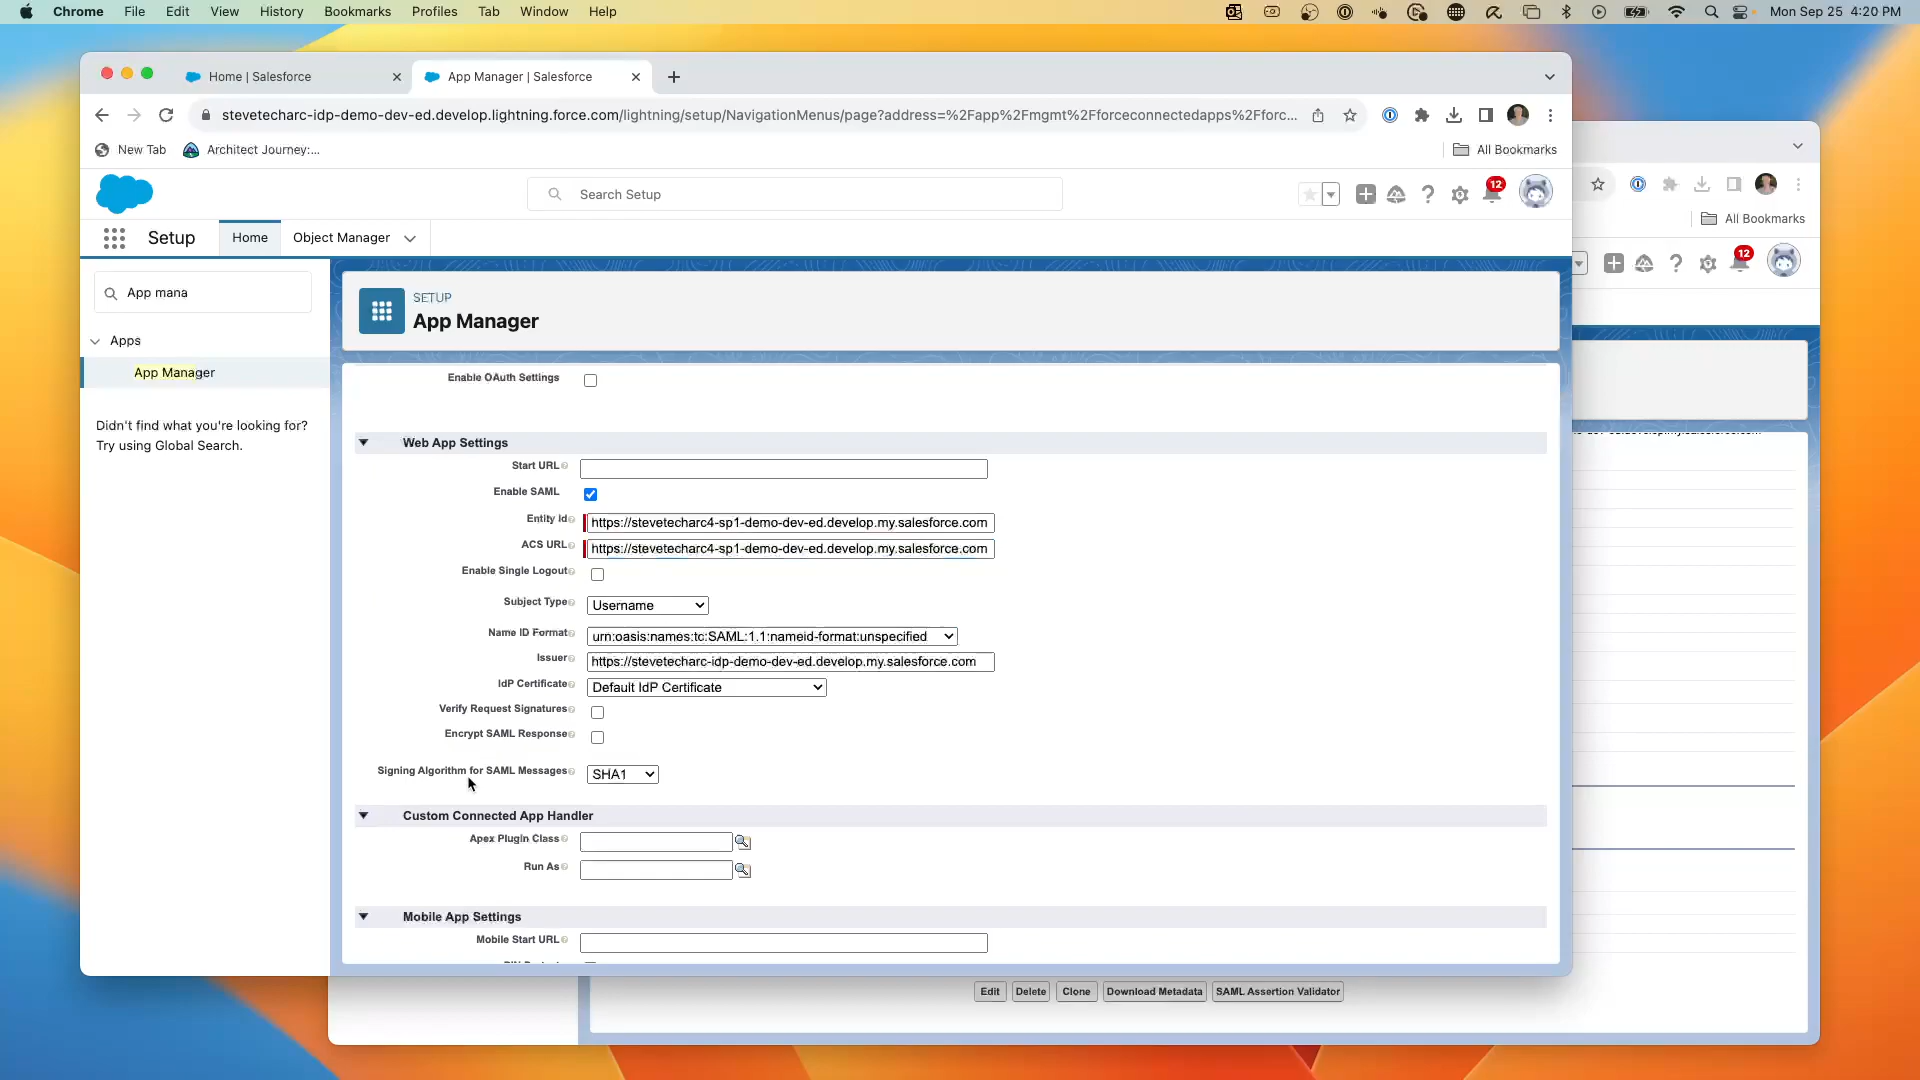 Chrome File Edit View History Bookmarks Profiles Tab Window Help Mon Sep 25 4:20 PM
Home | Salesforce App Manager | Salesforce
stevetecharc-idp-demo-dev-ed.develop.lightning.force.com/lightning/setup/NavigationMenus/page?address=%2Fapp%2Fmgmt%2Fforceconnectedapps%2Fforc...
New Tab Architect Journey:... All Bookmarks
All Bookmarks
Search Setup 12
12
Setup Home Object Manager
App mana
Apps
App Manager
Didn't find what you're looking for?
Try using Global Search.
SETUP
App Manager
Enable OAuth Settings
Web App Settings
Start URL
Enable SAML
Entity Id https://stevetecharc4-sp1-demo-dev-ed.develop.my.salesforce.com
ACS URL https://stevetecharc4-sp1-demo-dev-ed.develop.my.salesforce.com
Enable Single Logout
Subject Type Username
Name ID Format urn:oasis:names:tc:SAML:1.1:nameid-format:unspecified
Issuer https://stevetecharc-idp-demo-dev-ed.develop.my.salesforce.com
IdP Certificate Default IdP Certificate
Verify Request Signatures
Encrypt SAML Response
Signing Algorithm for SAML Messages SHA1
Custom Connected App Handler
Apex Plugin Class
Run As
Mobile App Settings
Mobile Start URL
Edit Delete Clone Download Metadata SAML Assertion Validator